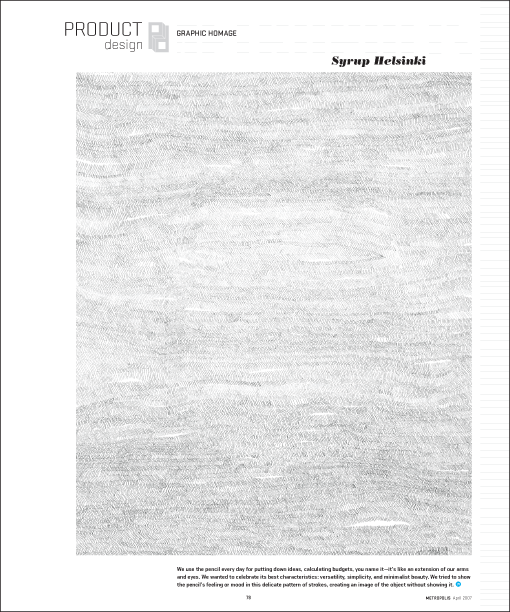 PRODUCT
design
GRAPHIC HOMAGE
Syrup Helsinki
We use the pencil every day for putting down ideas, calculating budgets, you name it—it's like an extension of our arms
and eyes. We wanted to celebrate its best characteristics: versatility, simplicity, and minimalist beauty. We tried to show
the pencil's feeling or mood in this delicate pattern of strokes, creating an image of the object without showing it.
78
METROPOLIS April 2007